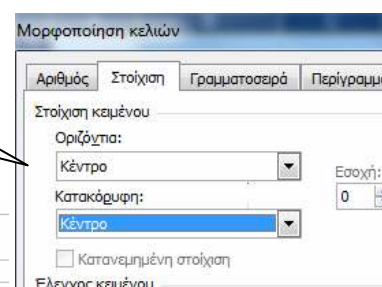 Μορφοποίηση κελιών
Αριθμός Στοίχιση Γραμματοσειρά Περίγραμμ
Στοίχιση κειμένου
Οριζόντια:
Κέντρο
Εσοχή:
Κατακόρυφη:
0
Κέντρο
Κατανεμημένη στοίχιση
Έλεγχος κειμένου